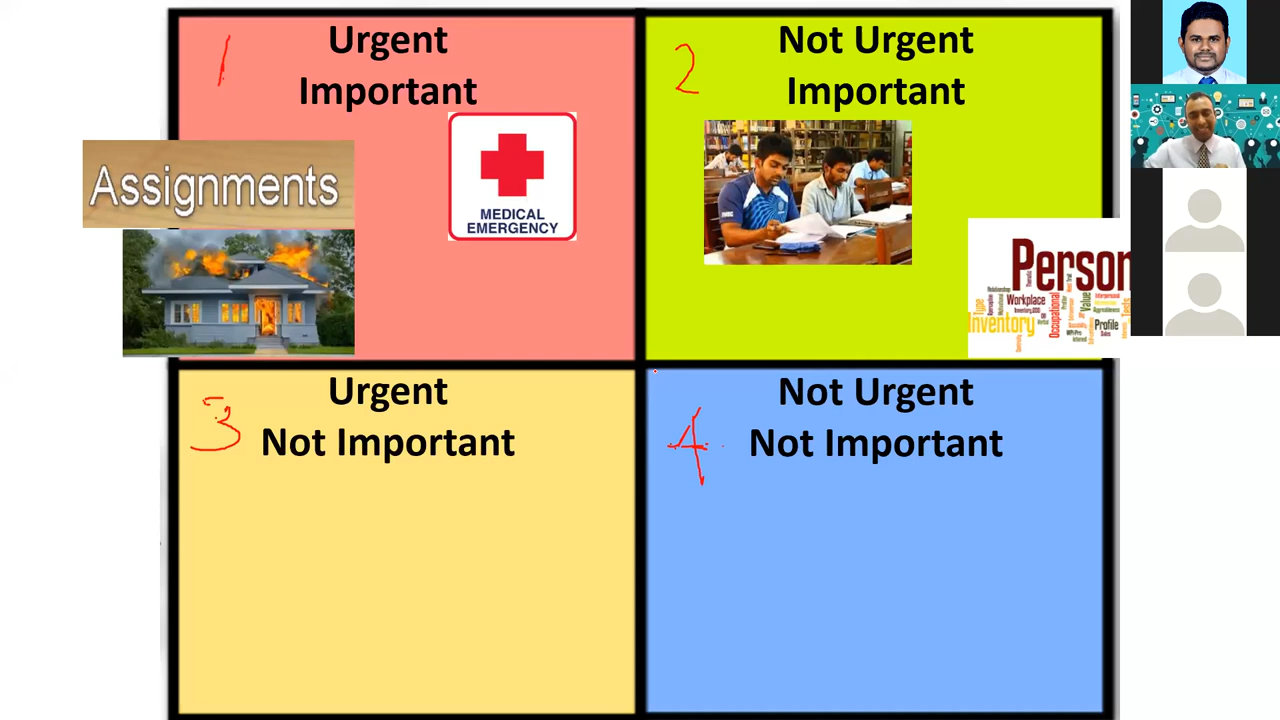 1
Urgent
Important
Assignments
MEDICAL
EMERGENCY
2
Not Urgent
Important
Person
Workplace
Inventory
Occupational
Value
Profile
Type
3
Urgent
Not Important
4
Not Urgent
Not Important